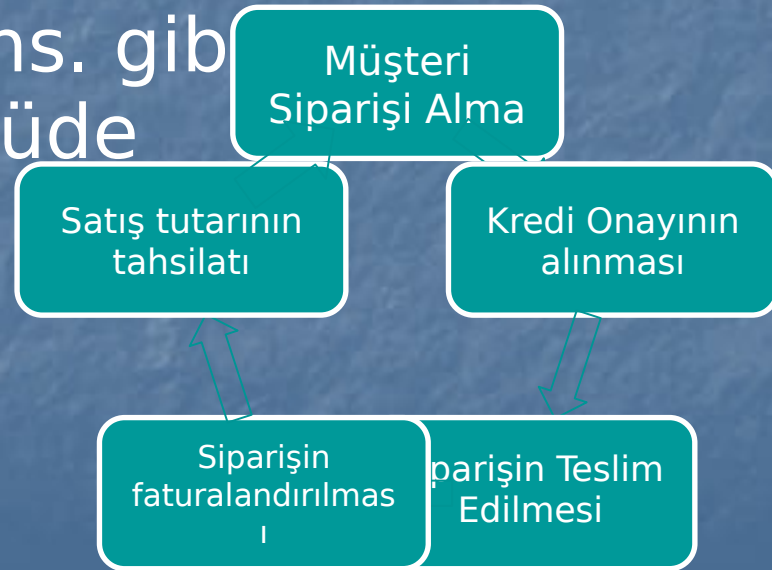 ns. gib
üde
Müşteri
Siparişi Alma
Kredi Onayının
alınması
parişin Teslim
Edilmesi
Siparişin
faturalandırılmas
ı
Satış tutarının
tahsilatı